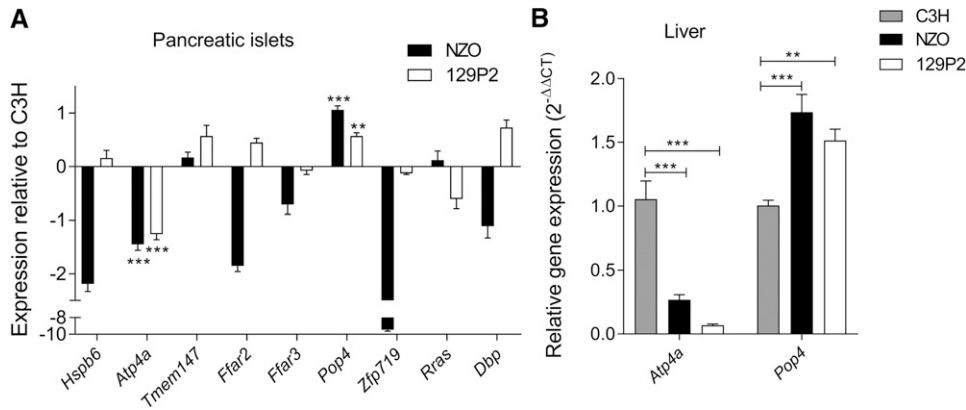 A
Pancreatic islets
NZO
129P2
Expression relative to C3H
1
0
-1
-2
-8
-10
***
***
***
**
Hspb6
Atp4a
Tmem147
Ffar2
Ffar3
Pop4
Zfp719
Rras
Dbp
B
Liver
C3H
NZO
129P2
Relative gene expression (2-ΔΔCT)
2.0
1.5
1.0
0.5
0.0
***
***
**
***
Atp4a
Pop4